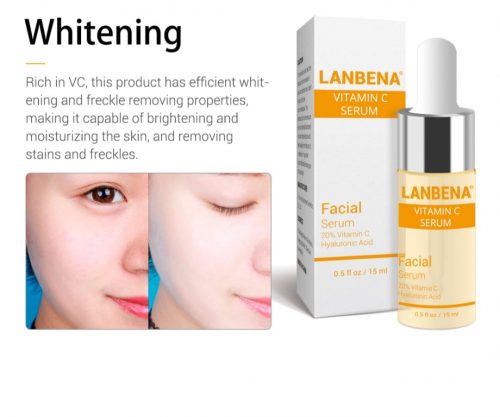 Whitening
Rich in VC, this product has efficient whit-
ening and freckle removing properties,
making it capable of brightening and
moisturizing the skin, and removing
stains and freckles.
LANBENA®
VITAMIN C
SERUM
Facial
Serum
20% Vitamin C
Hyaluronic Acid
0.5 fl oz / 15 ml
LANBENA®
VITAMIN C
SERUM
Facial
Serum
20% Vitamin C
Hyaluronic Acid
0.5 fl oz / 15 ml